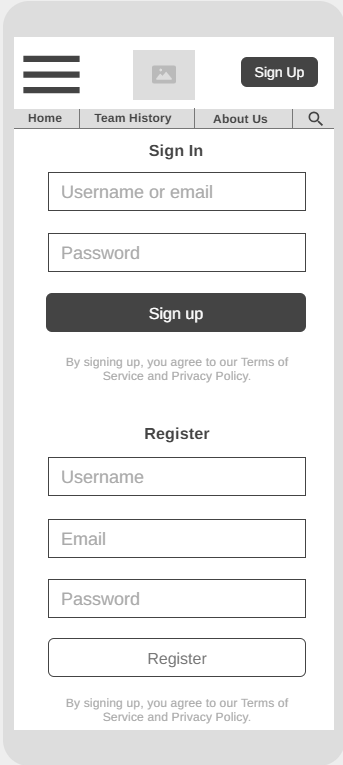 Sign Up
Home Team History About Us
Sign In
Username or email
Password
Sign up
By signing up, you agree to our Terms of
Service and Privacy Policy.
Register
Username
Email
Password
Register
By signing up, you agree to our Terms of
Service and Privacy Policy.